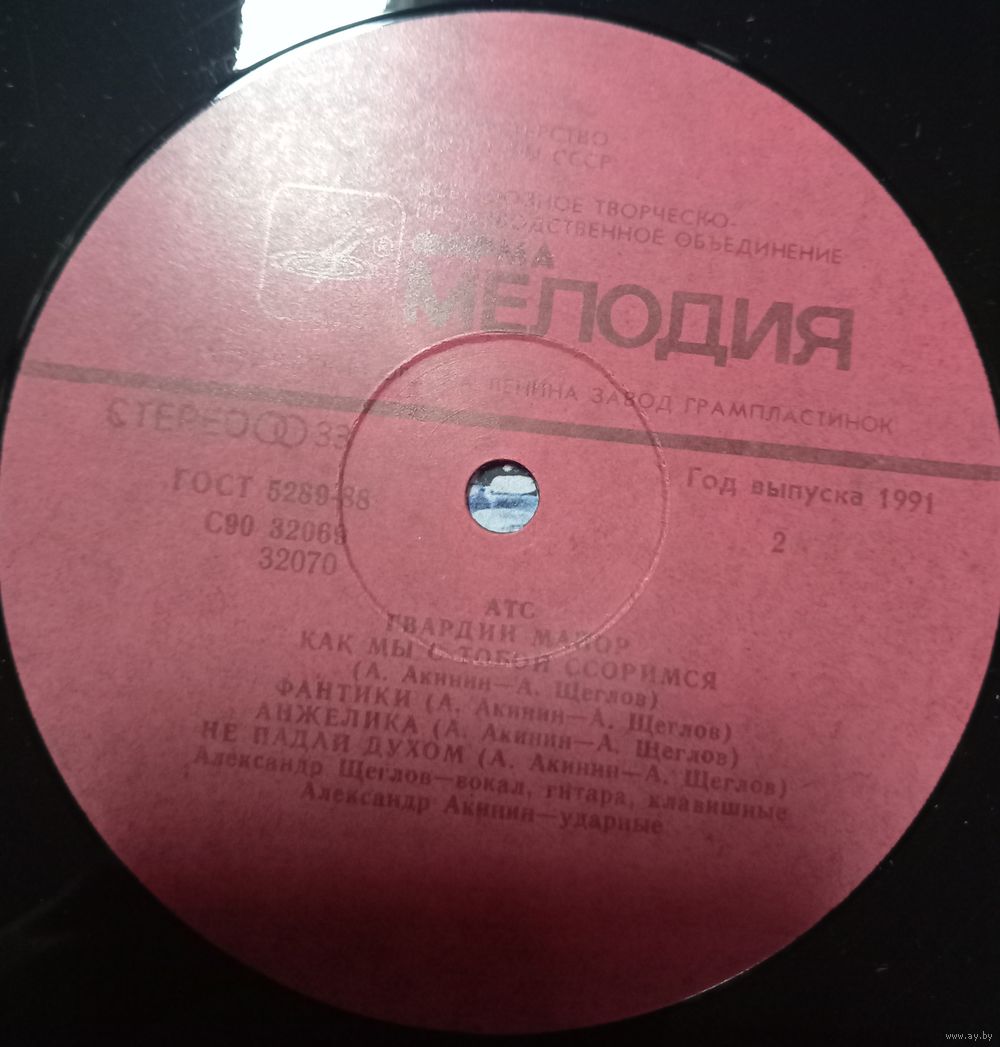 СССР
ТВОРЧЕСКО-
ОБЪЕДИНЕНИЕ
®
ФИРМА
МЕЛОДИЯ
ЛЕНИНА ЗАВОД ГРАМПЛАСТИНОК
СТЕРЕО 33
ГОСТ 5289-88
С90 32069
32070
Год выпуска 1991
2
АТС
ГВАРДИИ МАЙОР
КАК МЫ С ТОБОЙ ССОРИМСЯ
(А. Акинин—А. Щеглов)
ФАНТИКИ (А. Акинин—А. Щеглов)
АНЖЕЛИКА (А. Акинин—А. Щеглов)
НЕ ПАДАЙ ДУХОМ (А. Акинин—А. Щеглов)
Александр Щеглов—вокал, гитара, клавишные
Александр Акинин—ударные
www.ay.by